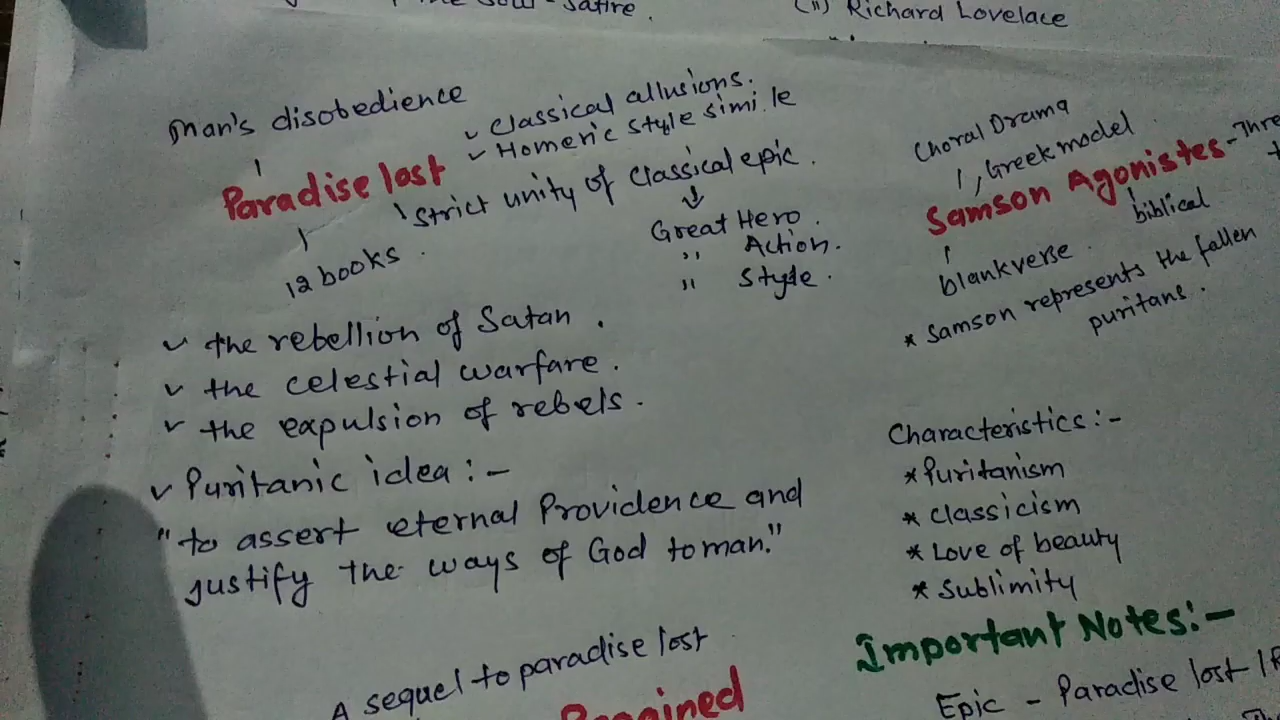 Satire.
(ii) Richard Lovelace
Man's disobedience
✓ Classical allusions.
✓ Homeric style simile
Paradise lost
strict unity of Classical epic.
12 books.
Great Hero.
" Action.
" Style.
✓ the rebellion of Satan.
✓ the celestial warfare.
✓ the expulsion of rebels.
✓ Puritanic idea:-
"to assert eternal Providence and
justify the ways of God to man."
A sequel to paradise lost
Regained
Choral Drama
Greek model.
Samson Agonistes - Thre
biblical
blankverse.
* Samson represents the fallen
puritans.
Characteristics:-
* Puritanism
* Classicism
* Love of beauty
* Sublimity
Important Notes:-
Epic - Paradise lost